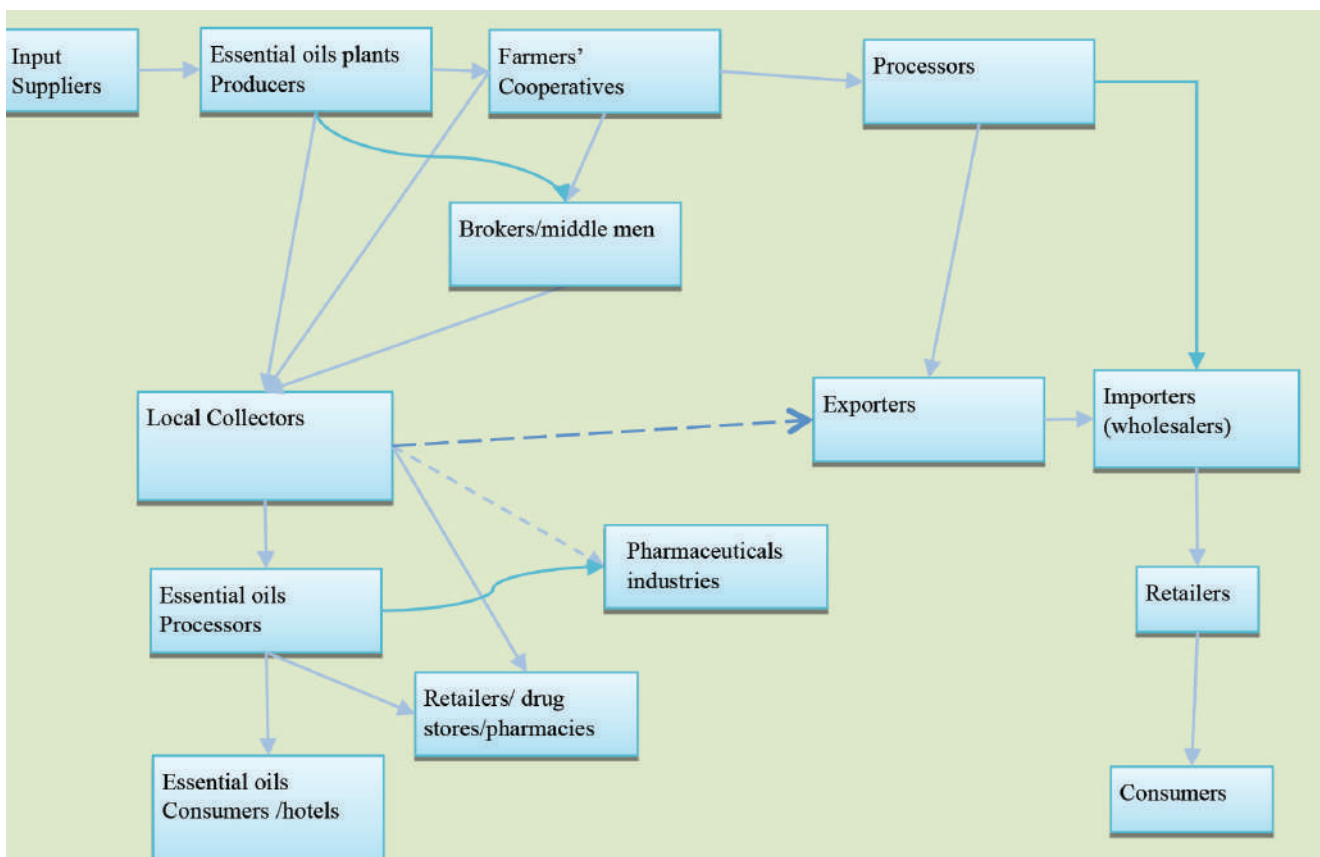 Input
Suppliers
Essential oils plants
Producers
Farmers’
Cooperatives
Processors
Brokers/middle men
Local Collectors
Exporters
Importers
(wholesalers)
Pharmaceuticals
industries
Essential oils
Processors
Retailers
Retailers/ drug
stores/pharmacies
Essential oils
Consumers /hotels
Consumers